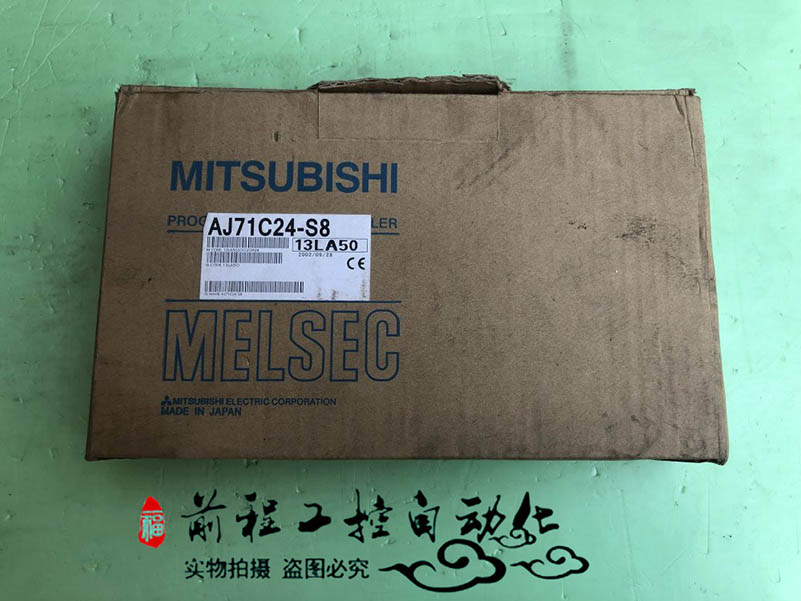 MITSUBISHI
AJ71C24-S8
13LA50
2002/09/28
CE
MELSEC
MITSUBISHI ELECTRIC CORPORATION
MADE IN JAPAN
福
前程工控自动化
实物拍摄 盗图必究